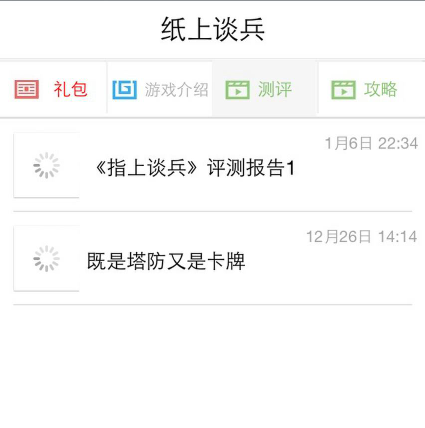 纸上谈兵
礼包 游戏介绍 测评 攻略
1月6日 22:34
《指上谈兵》评测报告1
12月26日 14:14
既是塔防又是卡牌